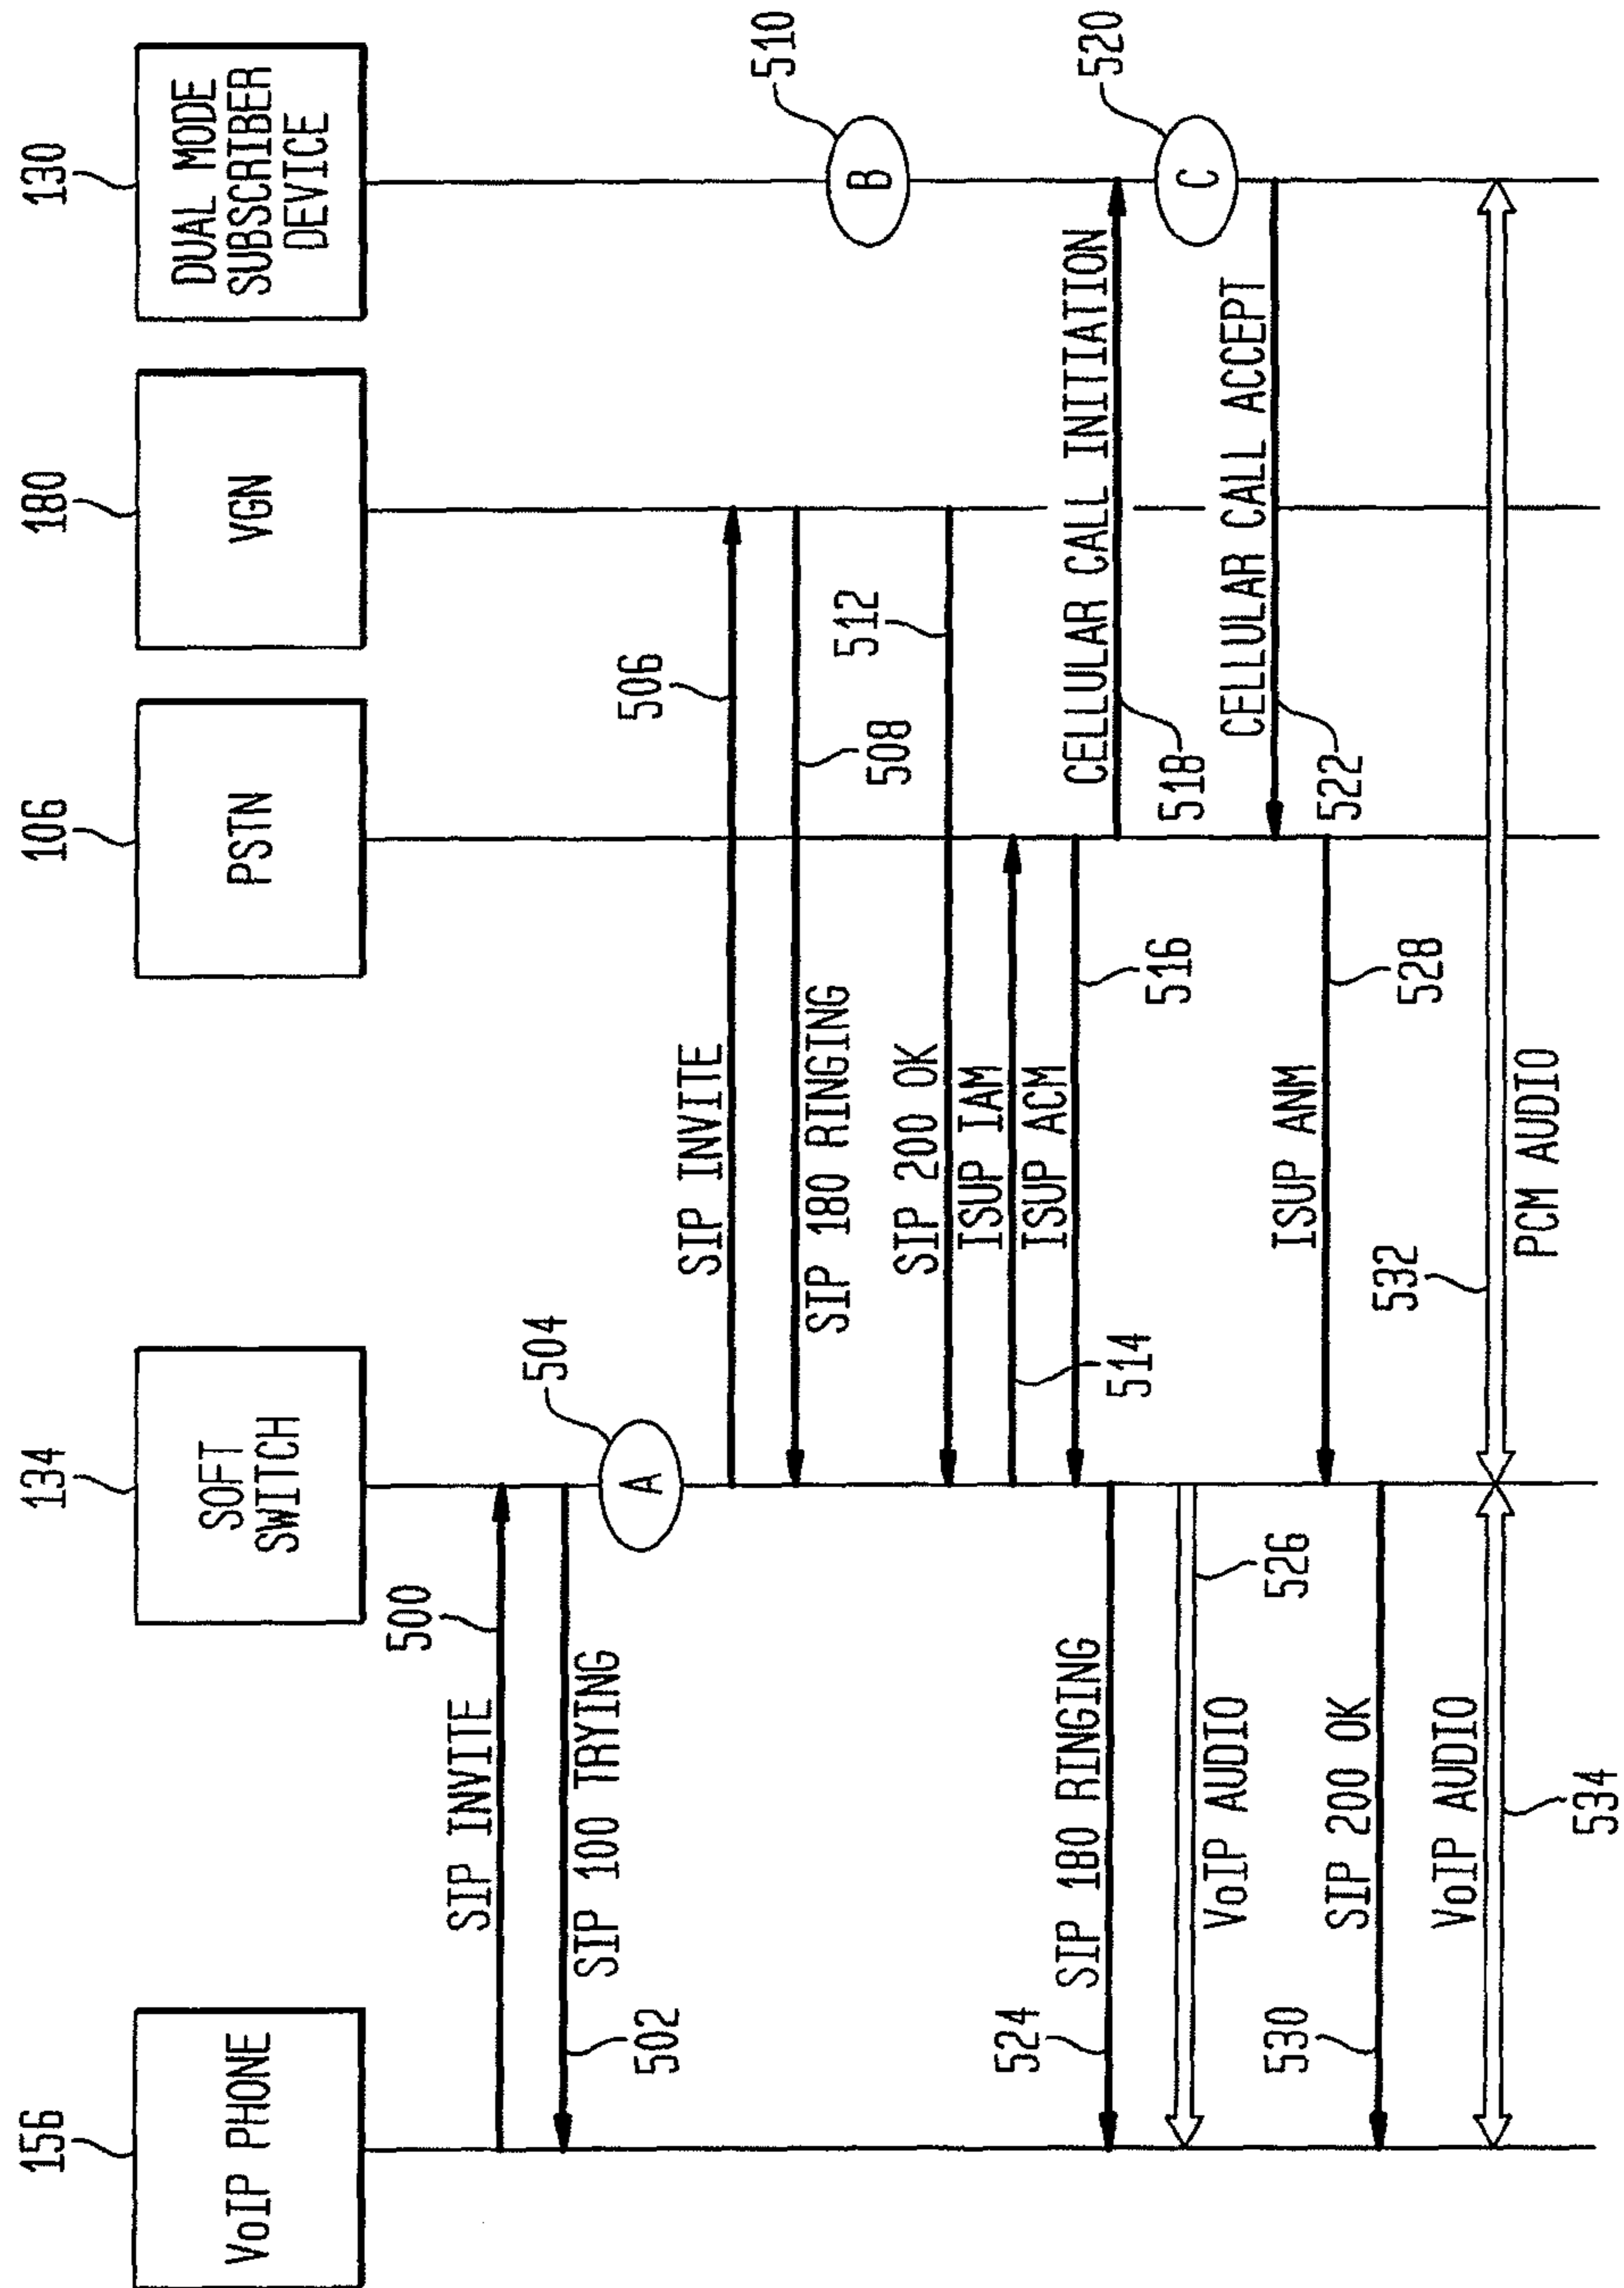 156
VoIP PHONE
134
SOFT
SWITCH
106
PSTN
180
VGN
130
DUAL MODE
SUBSCRIBER
DEVICE
SIP INVITE
500
SIP 100 TRYING
502
A
504
SIP INVITE
506
SIP 180 RINGING
508
B
510
SIP 200 OK
512
ISUP IAM
514
ISUP ACM
516
CELLULAR CALL INITIATION
518
C
520
524
SIP 180 RINGING
VoIP AUDIO
526
CELLULAR CALL ACCEPT
522
ISUP ANM
528
530
SIP 200 OK
532
PCM AUDIO
VoIP AUDIO
534